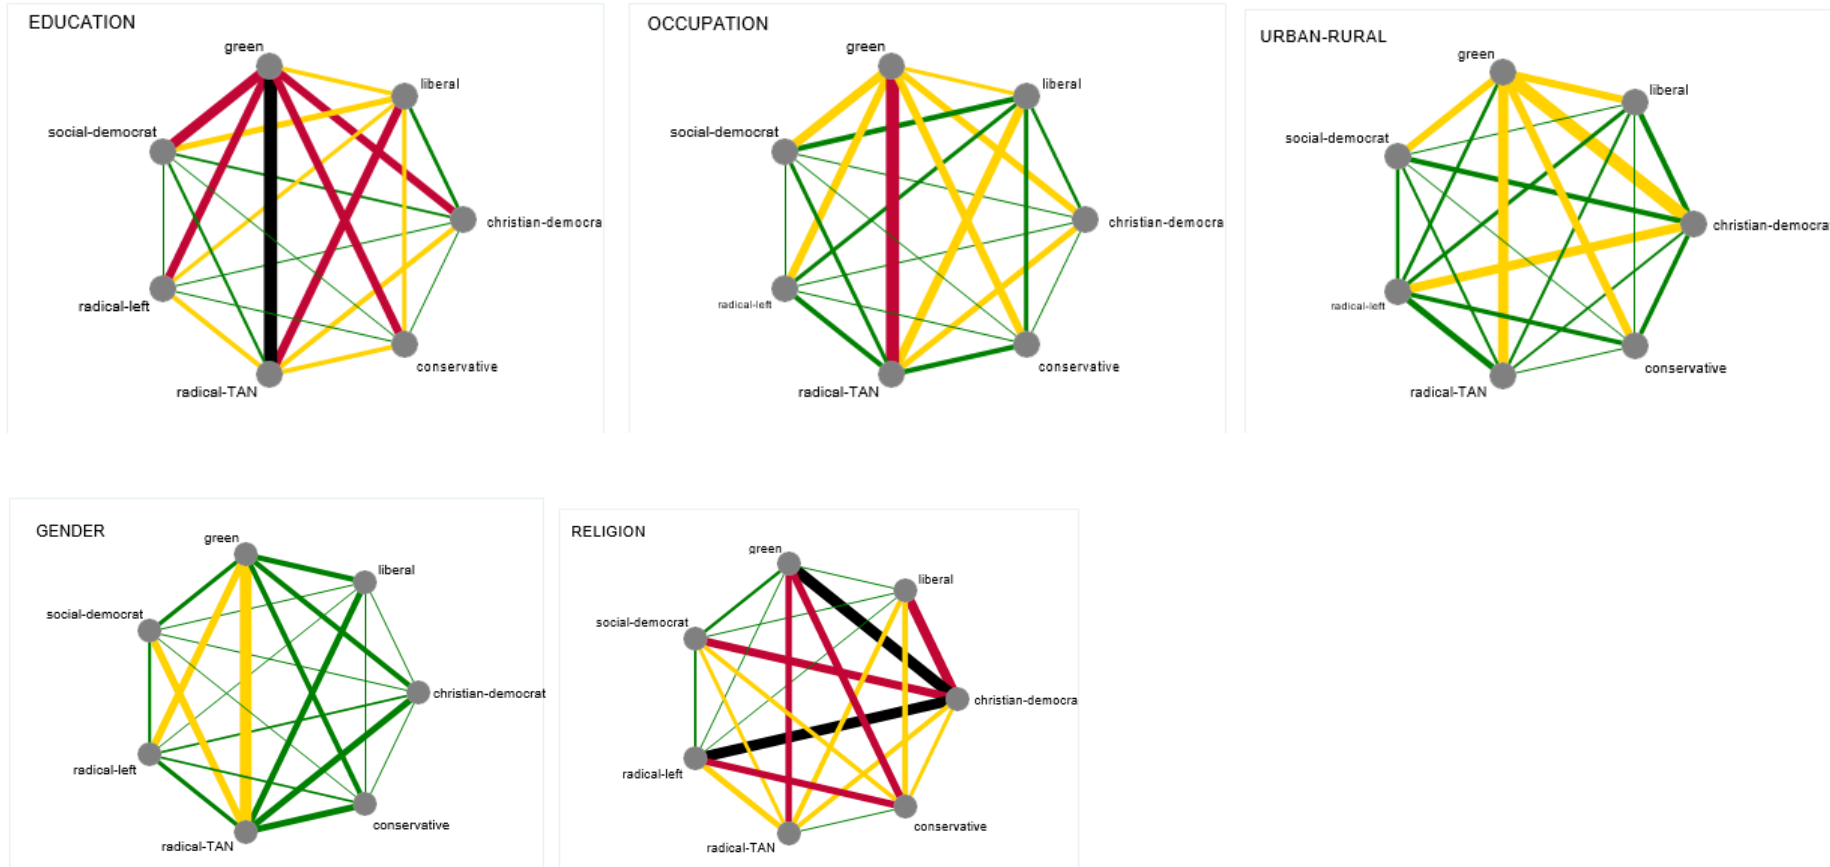 EDUCATION
green
liberal
social-democrat
christian-democra
radical-left
conservative
radical-TAN
OCCUPATION
green
liberal
social-democrat
christian-democra
radical-left
conservative
radical-TAN
URBAN-RURAL
green
liberal
social-democrat
christian-democrat
radical-left
conservative
radical-TAN
GENDER
green
liberal
social-democrat
christian-democrat
radical-left
conservative
radical-TAN
RELIGION
green
liberal
social-democrat
christian-democra
radical-left
conservative
radical-TAN